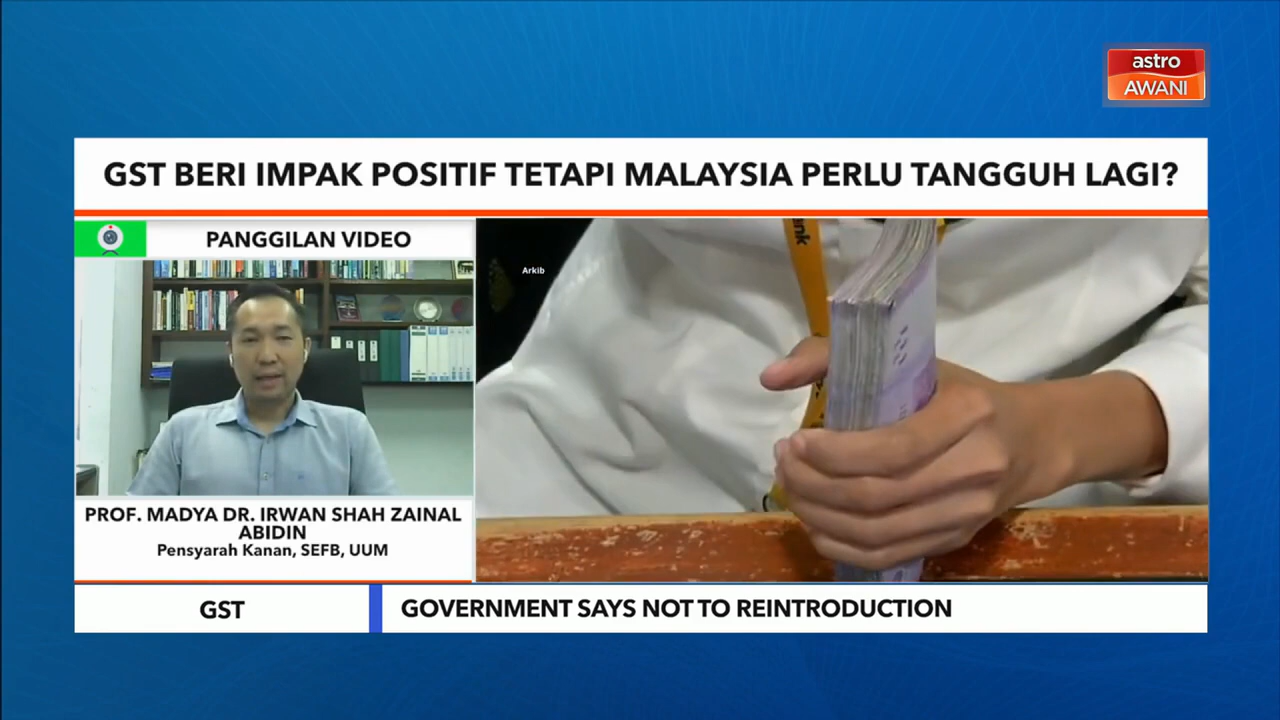 astro
AWANI
GST BERI IMPAK POSITIF TETAPI MALAYSIA PERLU TANGGUH LAGI?
PANGGILAN VIDEO
Arkib
PROF. MADYA DR. IRWAN SHAH ZAINAL
ABIDIN
Pensyarah Kanan, SEFB, UUM
GST
GOVERNMENT SAYS NOT TO REINTRODUCTION